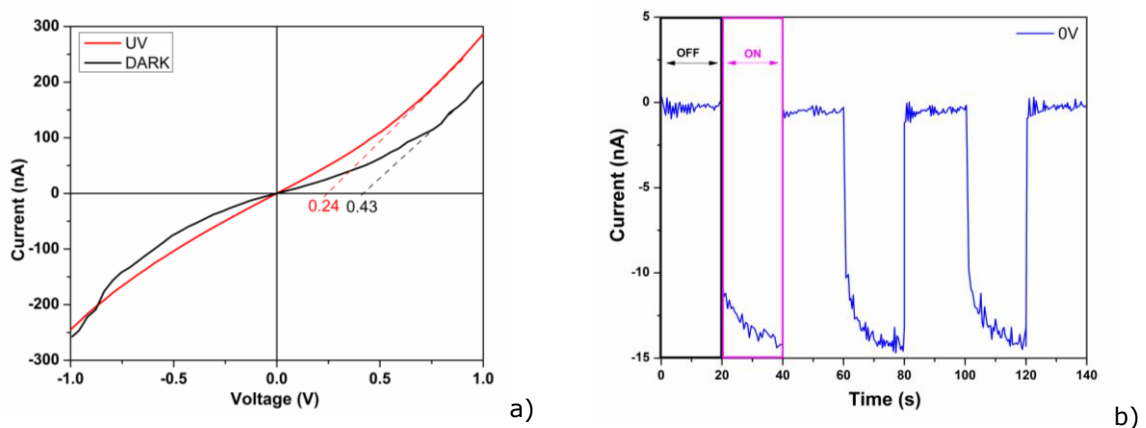 300
200
100
0
-100
-200
-300
Current (nA)
UV
DARK
0.24
0.43
-1.0 -0.5 0.0 0.5 1.0
Voltage (V)
a)
5
0
-5
-10
-15
Current (nA)
OFF
ON
0V
0 20 40 60 80 100 120 140
Time (s)
b)